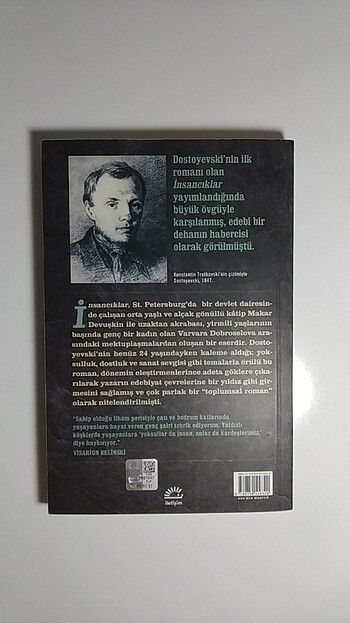 Dostoyevski'nin ilk
romanı olan
İnsancıklar
yayımlandığında
büyük övgüyle
karşılanmış, edebi bir
dehanın habercisi
olarak görülmüştü.
Konstantin Trutkovski'nin çizimiyle
Dostoyevski, 1847.
İnsancıklar, St. Petersburg'da bir devlet dairesin-
de çalışan orta yaşlı ve alçak gönüllü kâtip Makar
Devuşkin ile uzaktan akrabası, yirmili yaşlarının
başında genç bir kadın olan Varvara Dobroselova ara-
sındaki mektuplaşmalardan oluşan bir eserdir. Dosto-
yevski'nin henüz 24 yaşındayken kaleme aldığı; yok-
sulluk, dostluk ve sanat sevgisi gibi temalarla örülü bu
roman, dönemin eleştirmenlerince adeta göklere çıka-
rılarak yazarın edebiyat çevrelerine bir yıldız gibi gir-
mesini sağlamış ve çok parlak bir "toplumsal roman"
olarak nitelendirilmişti.
"Sahip olduğu ilham perisiyle çatı ve bodrum katlarında
yaşayanlara hayat veren genç şairi tebrik ediyorum. Yaldızlı
köşklerde yaşayanlara 'yoksullar da insan, onlar da kardeşlerimiz,'
diye haykırıyor."
VİSARİON BELİNSKİ
iletişim